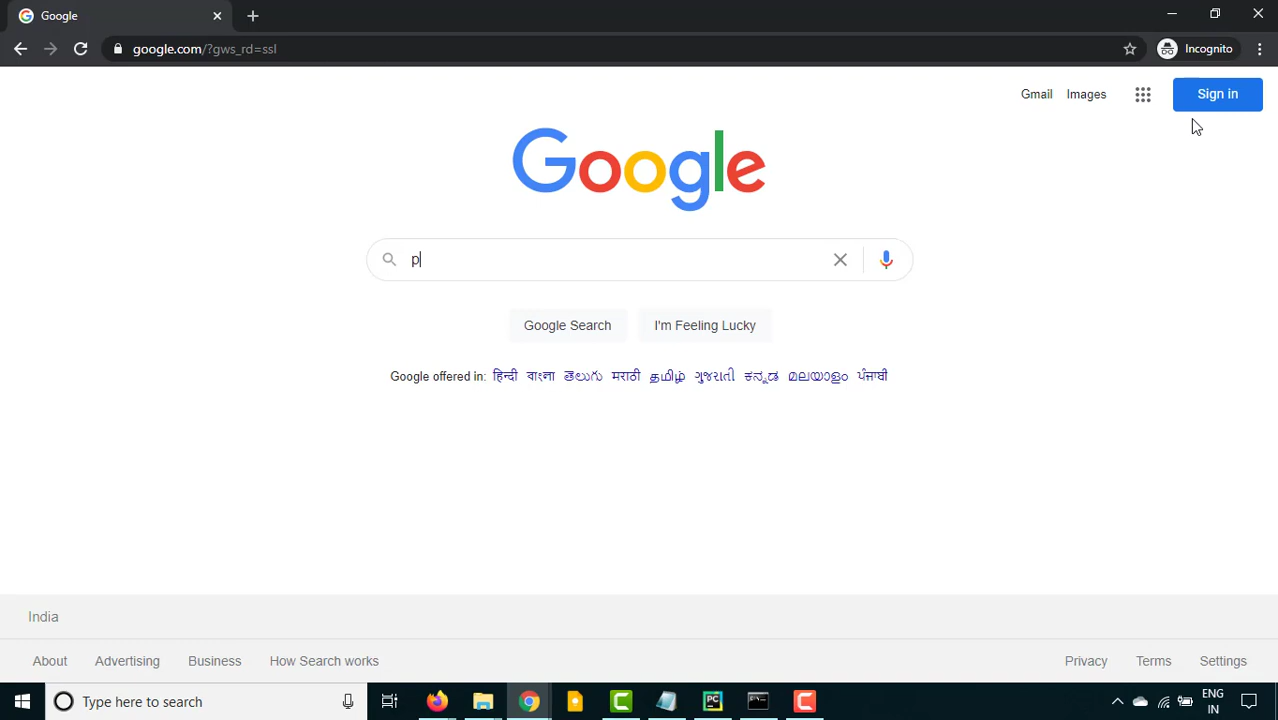 Google
google.com/?gws_rd=ssl
Incognito
Gmail Images Sign in
Google
p
Google Search I'm Feeling Lucky
Google offered in: हिन्दी বাংলা తెలుగు मराठी தமிழ் ગુજરાતી ಕನ್ನಡ മലയാളം ਪੰਜਾਬੀ
India
About Advertising Business How Search works Privacy Terms Settings
Type here to search
PC
ENG
IN